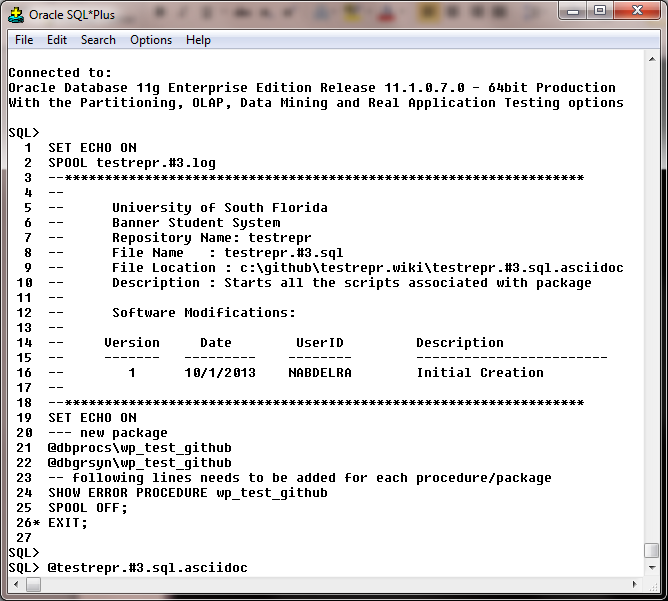 Oracle SQL*Plus
File Edit Search Options Help
Connected to:
Oracle Database 11g Enterprise Edition Release 11.1.0.7.0 - 64bit Production
With the Partitioning, OLAP, Data Mining and Real Application Testing options
SQL>
1 SET ECHO ON
2 SPOOL testrepr.#3.log
3 --*****************************************************************
4 --
5 -- University of South Florida
6 -- Banner Student System
7 -- Repository Name: testrepr
8 -- File Name : testrepr.#3.sql
9 -- File Location : c:\github\testrepr.wiki\testrepr.#3.sql.asciidoc
10 -- Description : Starts all the scripts associated with package
11 --
12 -- Software Modifications:
13 --
14 -- Version Date UserID Description
15 -- ------- --------- -------- ------------------------
16 -- 1 10/1/2013 NABDELRA Initial Creation
17 --
18 --*****************************************************************
19 SET ECHO ON
20 --- new package
21 @dbprocs\wp_test_github
22 @dbgrsyn\wp_test_github
23 -- following lines needs to be added for each procedure/package
24 SHOW ERROR PROCEDURE wp_test_github
25 SPOOL OFF;
26* EXIT;
27
SQL>
SQL> @testrepr.#3.sql.asciidoc